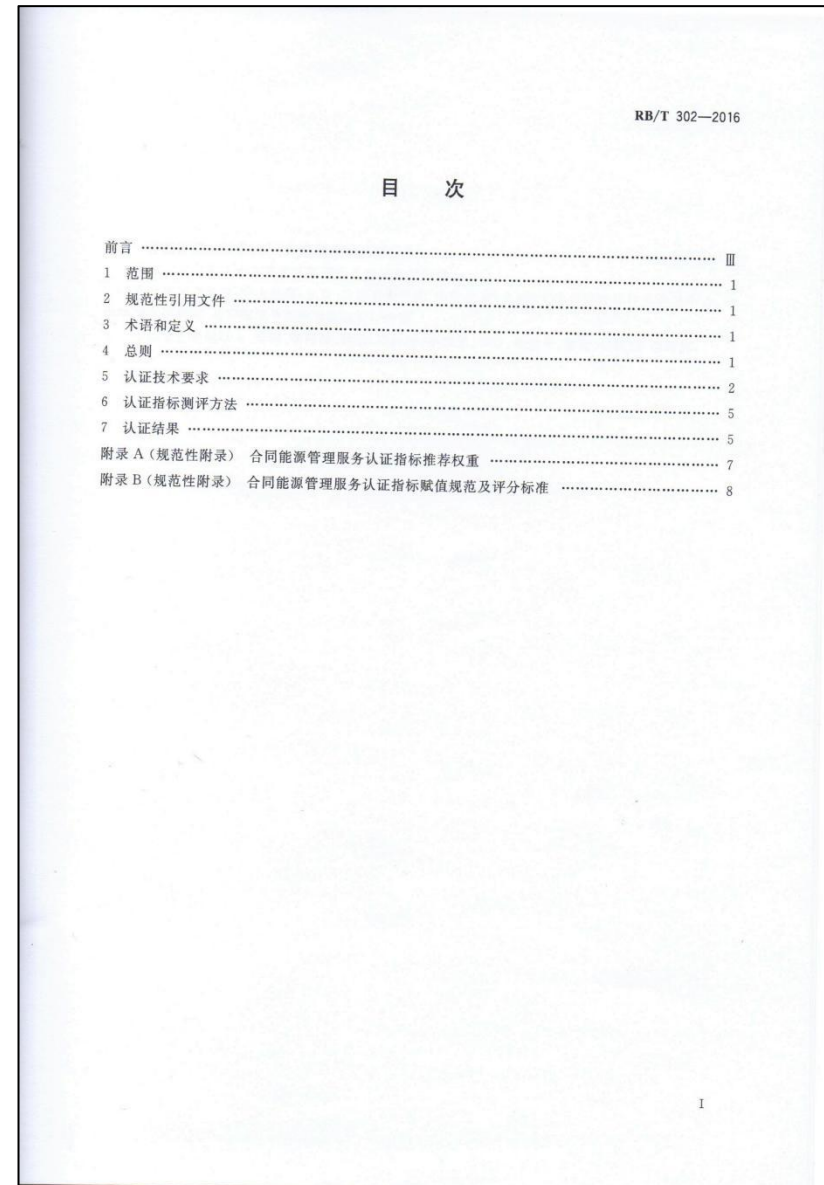 RB/T 302—2016
目 次
前言 ……………………………………………………………………………………… Ⅲ
1 范围 …………………………………………………………………………………… 1
2 规范性引用文件 ……………………………………………………………………… 1
3 术语和定义 …………………………………………………………………………… 1
4 总则 …………………………………………………………………………………… 1
5 认证技术要求 ………………………………………………………………………… 2
6 认证指标测评方法 …………………………………………………………………… 5
7 认证结果 ……………………………………………………………………………… 5
附录 A(规范性附录) 合同能源管理服务认证指标推荐权重 ……………………… 7
附录 B(规范性附录) 合同能源管理服务认证指标赋值规范及评分标准 ………… 8
I